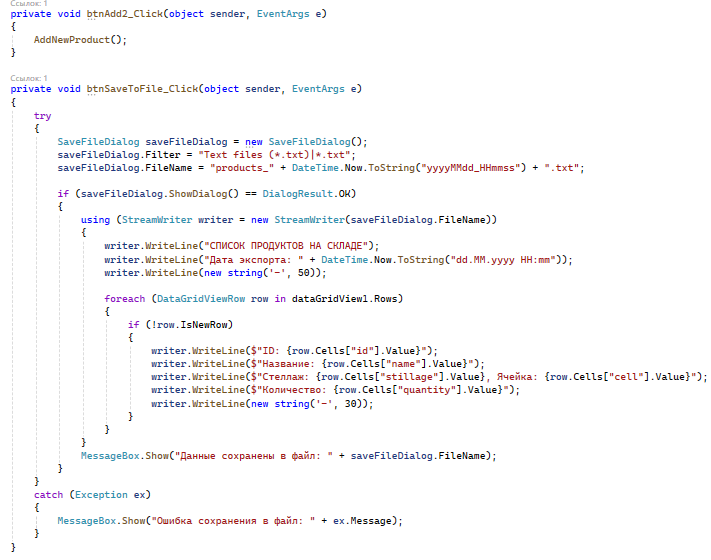 Ссылок: 1
private void btnAdd2_Click(object sender, EventArgs e)
{
    AddNewProduct();
}
Ссылок: 1
private void btnSaveToFile_Click(object sender, EventArgs e)
{
    try
    {
        SaveFileDialog saveFileDialog = new SaveFileDialog();
        saveFileDialog.Filter = "Text files (*.txt)|*.txt";
        saveFileDialog.FileName = "products_" + DateTime.Now.ToString("yyyyMMdd_HHmmss") + ".txt";

        if (saveFileDialog.ShowDialog() == DialogResult.OK)
        {
            using (StreamWriter writer = new StreamWriter(saveFileDialog.FileName))
            {
                writer.WriteLine("СПИСОК ПРОДУКТОВ НА СКЛАДЕ");
                writer.WriteLine("Дата экспорта: " + DateTime.Now.ToString("dd.MM.yyyy HH:mm"));
                writer.WriteLine(new string('-', 50));

                foreach (DataGridViewRow row in dataGridView1.Rows)
                {
                    if (!row.IsNewRow)
                    {
                        writer.WriteLine($"ID: {row.Cells["id"].Value}");
                        writer.WriteLine($"Название: {row.Cells["name"].Value}");
                        writer.WriteLine($"Стеллаж: {row.Cells["stillage"].Value}, Ячейка: {row.Cells["cell"].Value}");
                        writer.WriteLine($"Количество: {row.Cells["quantity"].Value}");
                        writer.WriteLine(new string('-', 30));
                    }
                }
            }
            MessageBox.Show("Данные сохранены в файл: " + saveFileDialog.FileName);
        }
    }
    catch (Exception ex)
    {
        MessageBox.Show("Ошибка сохранения в файл: " + ex.Message);
    }
}